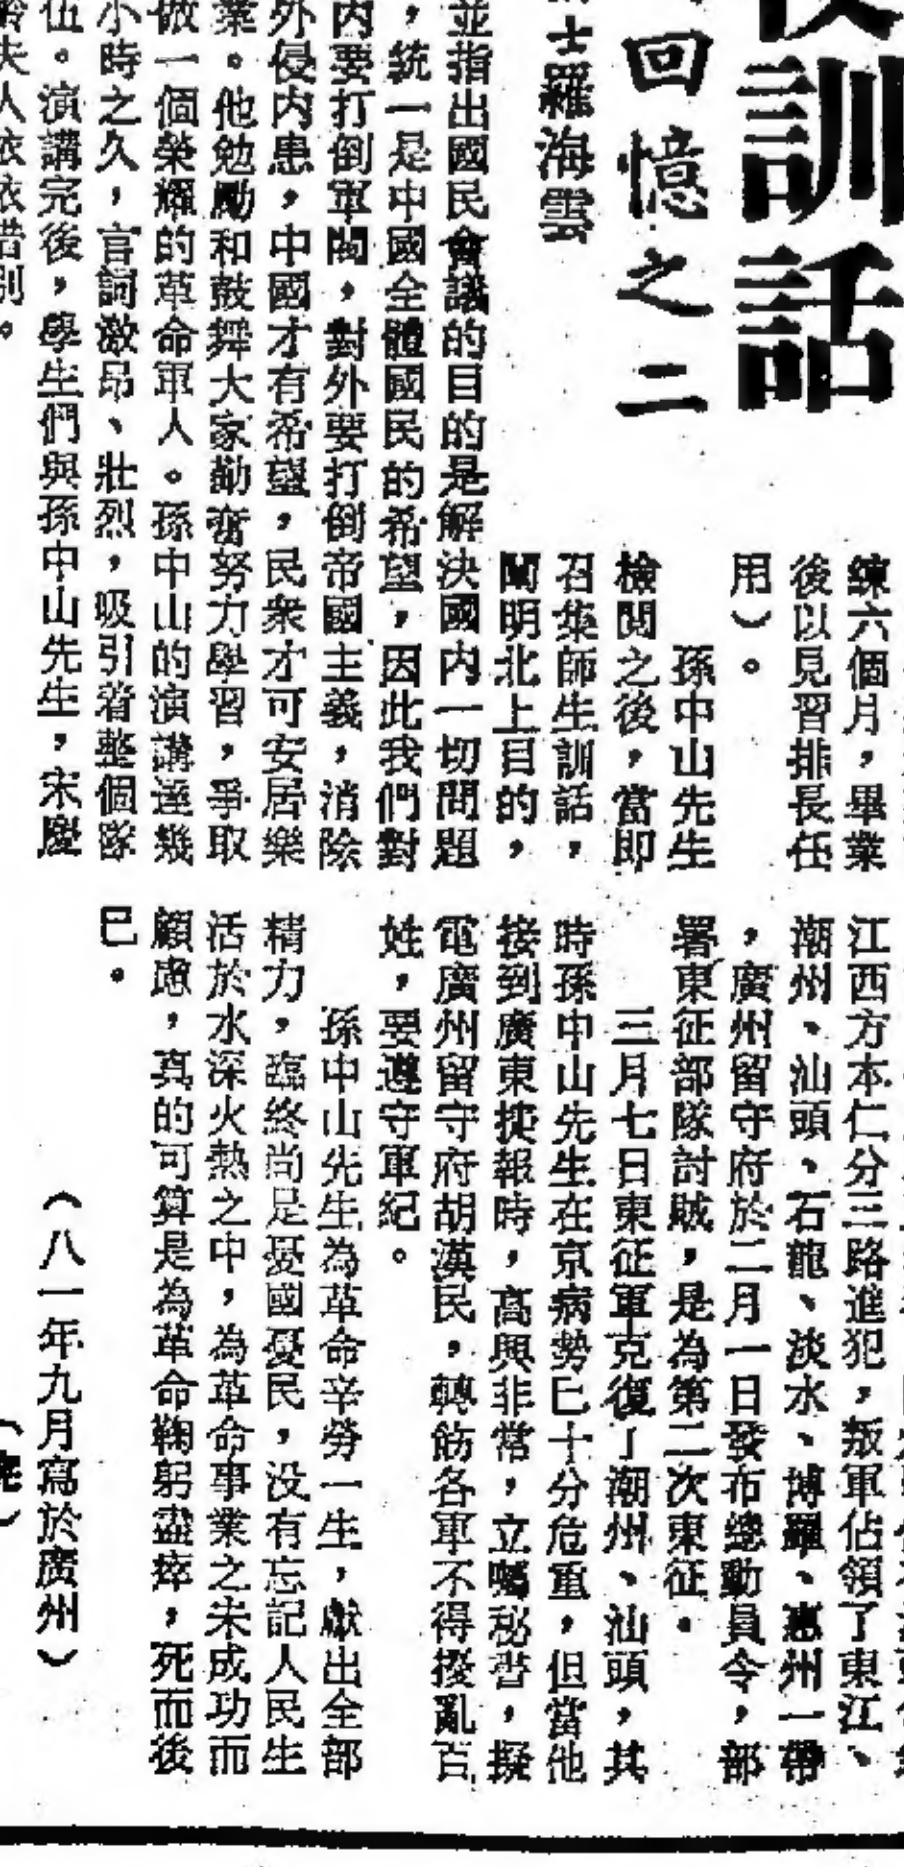 訓話
回憶之二
士羅海雲
練六個月，畢業
後以見習排長任
用）。
孫中山先生
檢閱之後，當即
召集師生訓話，
闡明北上目的，
並指出國民會議的目的是解決國內一切問題
，統一是中國全體國民的希望，因此我們對
內要打倒軍閥，對外要打倒帝國主義，消除
外侵內患，中國才有希望，民衆才可安居樂
業。他勉勵和鼓舞大家勤奮努力學習，爭取
做一個榮耀的革命軍人。孫中山的演講逹幾
小時之久，言詞激昂、壯烈，吸引着整個隊
伍。演講完後，學生們與孫中山先生，宋慶
齡夫人依依惜別。
江西方本仁分三路進犯，叛軍佔領了東江、
潮州、汕頭、石龍、淡水、博羅、惠州一帶
，廣州留守府於二月一日發布總動員令，部
署東征部隊討賊，是為第二次東征。
三月七日東征軍克復了潮州、汕頭，其
時孫中山先生在京病勢已十分危重，但當他
接到廣東捷報時，高興非常，立囑秘書，擬
電廣州留守府胡漢民，轉飭各軍不得擾亂百
姓，要遵守軍紀。
孫中山先生為革命辛勞一生，獻出全部
精力，臨終尚是憂國憂民，没有忘記人民生
活於水深火熱之中，為革命事業之未成功而
顧慮，真的可算是為革命鞠躬盡瘁，死而後
已。
（八一年九月寫於廣州）
（完）